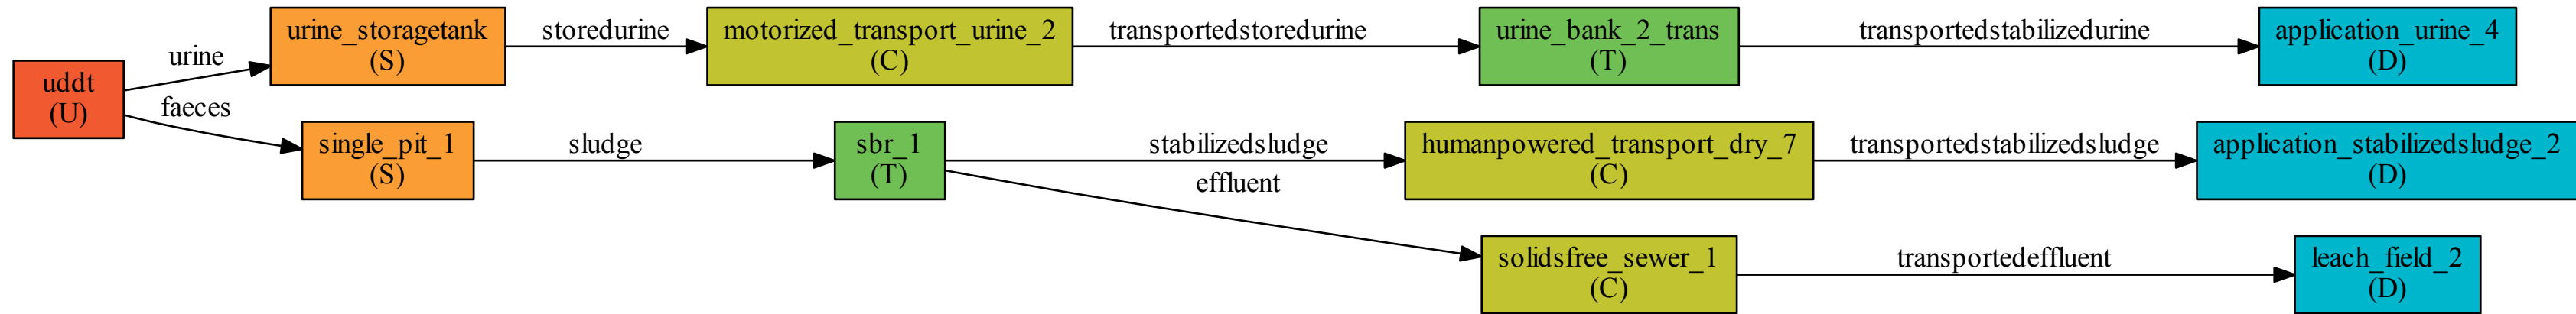 uddt
(U)
urine
faeces
urine_storagetank
(S)
storedurine
motorized_transport_urine_2
(C)
transportedstoredurine
urine_bank_2_trans
(T)
transportedstabilizedurine
application_urine_4
(D)
single_pit_1
(S)
sludge
sbr_1
(T)
stabilizedsludge
effluent
humanpowered_transport_dry_7
(C)
transportedstabilizedsludge
application_stabilizedsludge_2
(D)
solidsfree_sewer_1
(C)
transportedeffluent
leach_field_2
(D)